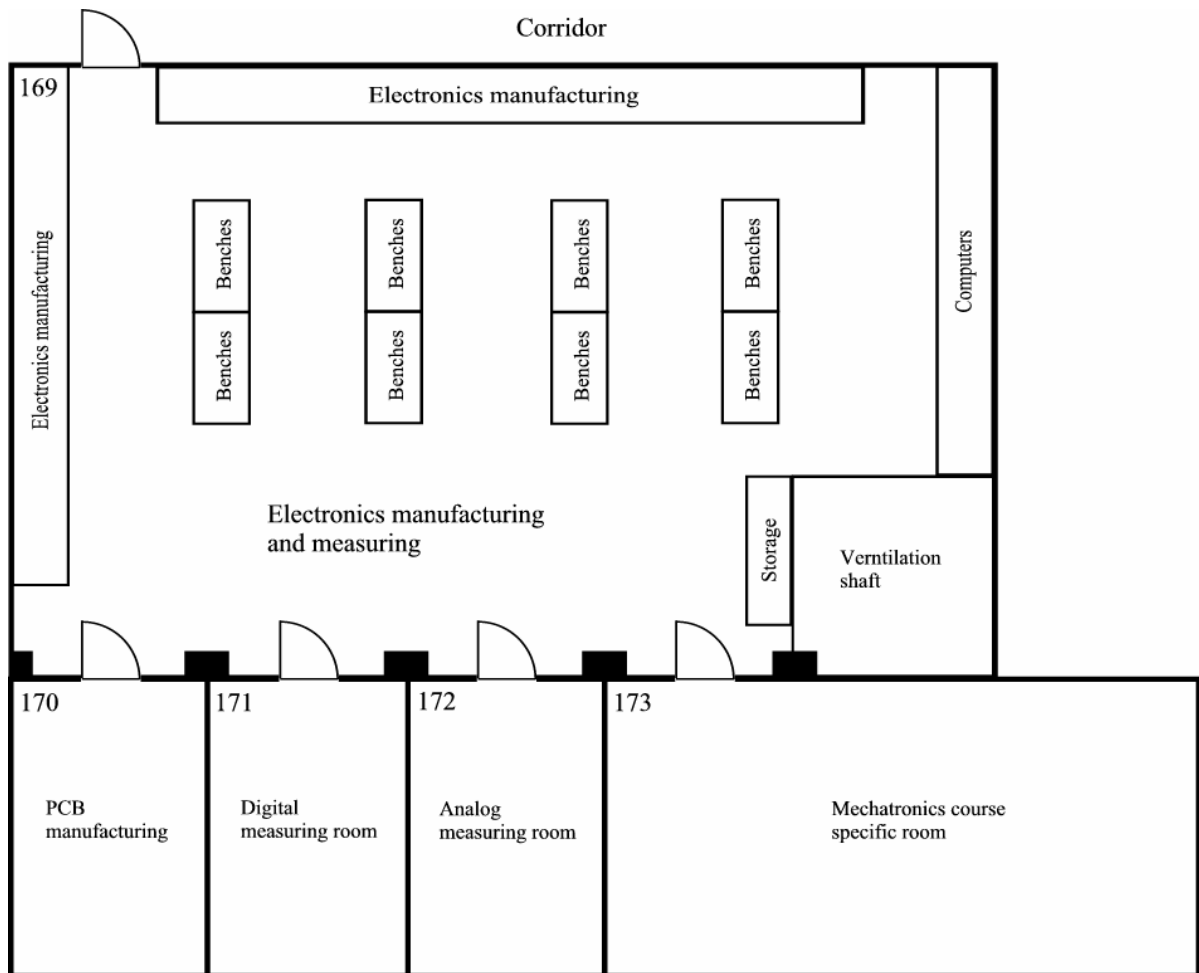 Corridor
169
Electronics manufacturing
Electronics manufacturing
Benches
Benches
Benches
Benches
Computers
Benches
Benches
Benches
Benches
Electronics manufacturing
and measuring
Storage
Verntilation
shaft
170
171
172
173
PCB
manufacturing
Digital
measuring room
Analog
measuring room
Mechatronics course
specific room